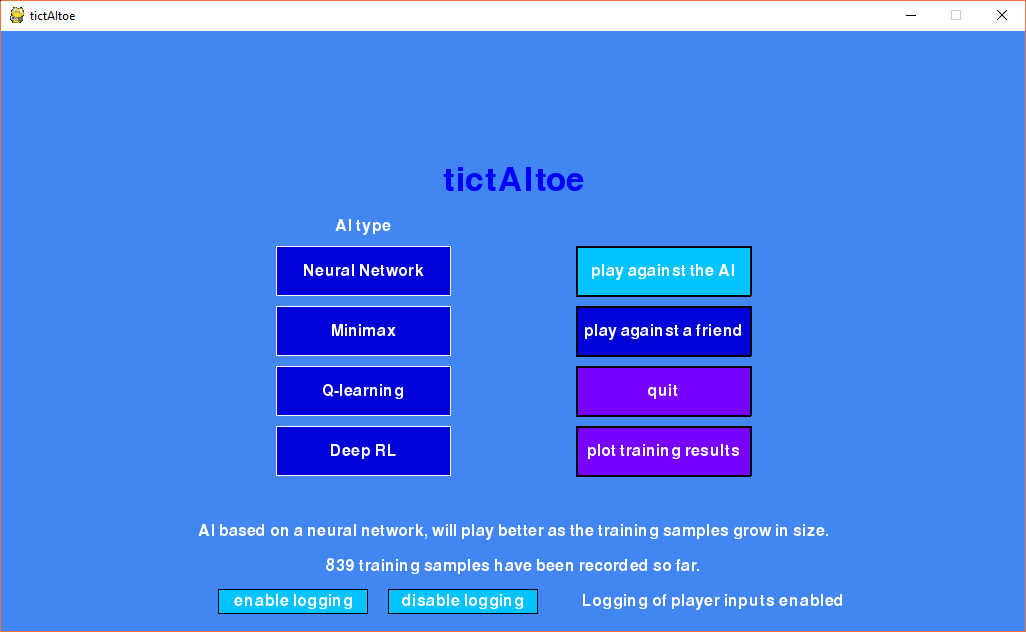 tictAItoe
tictAItoe
AI type
Neural Network
Minimax
Q-learning
Deep RL
play against the AI
play against a friend
quit
plot training results
AI based on a neural network, will play better as the training samples grow in size.
839 training samples have been recorded so far.
enable logging
disable logging
Logging of player inputs enabled